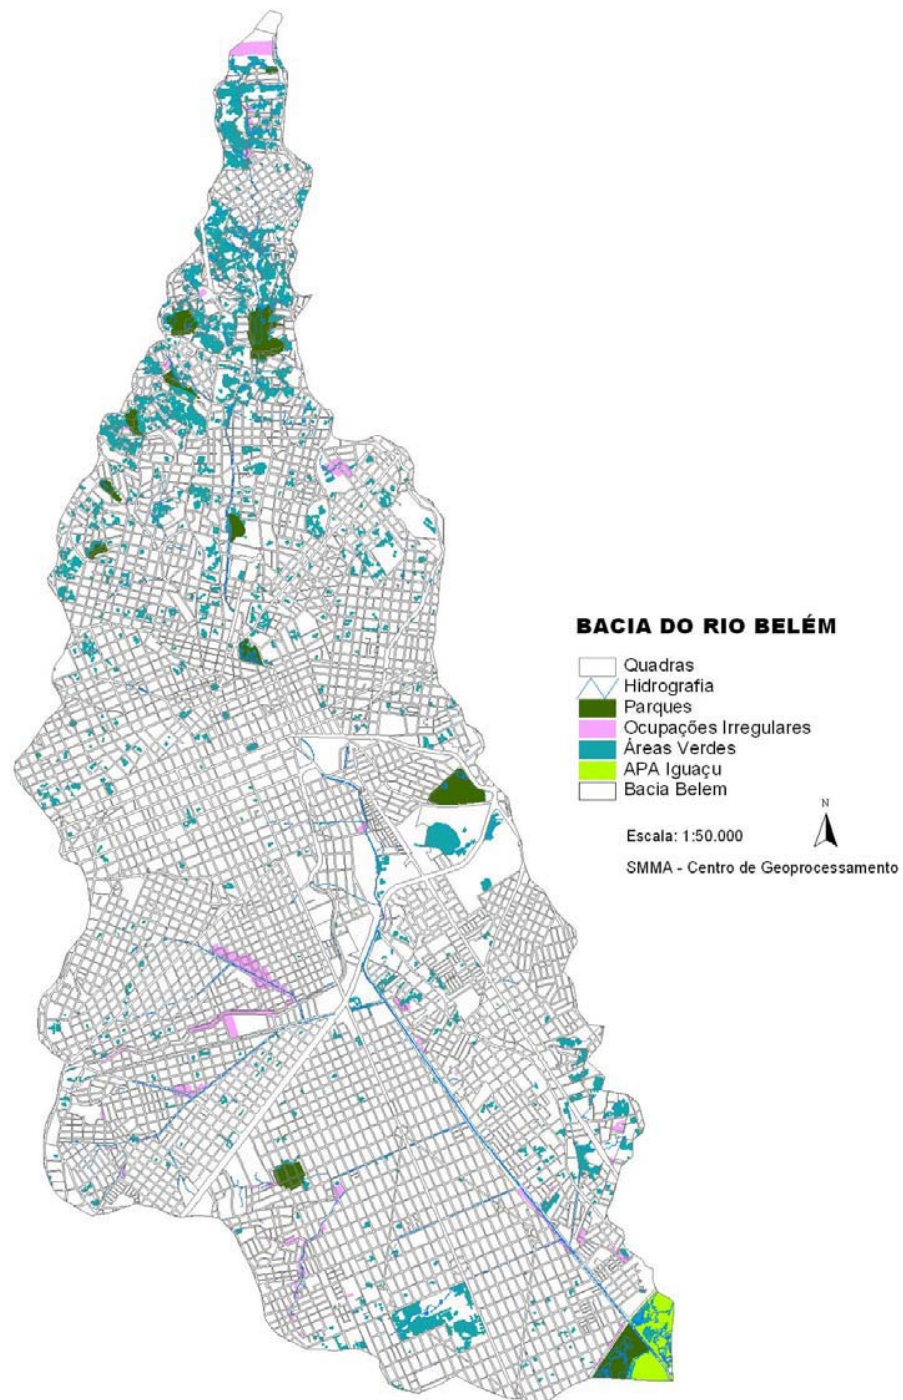 BACIA DO RIO BELÉM
Quadras
Hidrografia
Parques
Ocupações Irregulares
Áreas Verdes
APA Iguaçu
Bacia Belem
N
Escala: 1:50.000
SMMA - Centro de Geoprocessamento